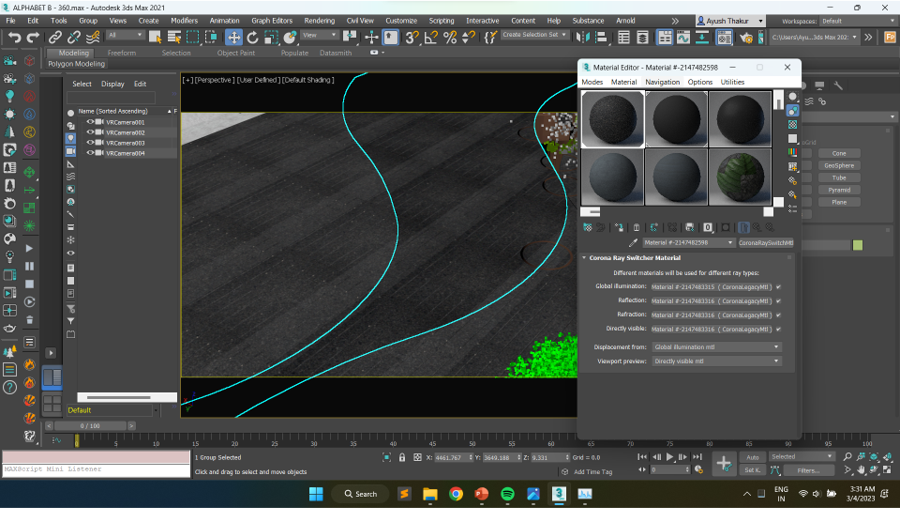 ALPHABET B - 360.max - Autodesk 3ds Max 2021
File Edit Tools Group Views Create Modifiers Animation Graph Editors Rendering Civil View Customize Scripting Interactive Content Help Substance Arnold
Ayush Thakur
Workspaces: Default
All
View
Create Selection Set
C:\Users\Ayu...3ds Max 202:
Modeling Freeform Selection Object Paint Populate Datasmith
Polygon Modeling
Select Display Edit
Name (Sorted Ascending)
Frozen
VRCamera001
VRCamera002
VRCamera003
VRCamera004
[+] [Perspective] [User Defined] [Default Shading]
Material Editor - Material #-2147482598
Modes Material Navigation Options Utilities
Material #-2147482598
CoronaRaySwitchMtl
Corona Ray Switcher Material
Different materials will be used for different ray types:
Global illumination: Material #-2147483315 ( CoronaLegacyMtl )
Reflection: Material #-2147483316 ( CoronaLegacyMtl )
Refraction: Material #-2147483316 ( CoronaLegacyMtl )
Directly visible: Material #-2147483316 ( CoronaLegacyMtl )
Displacement from: Global illumination mtl
Viewport preview: Directly visible mtl
Cone
GeoSphere
Tube
Pyramid
Plane
Default
0 / 100
0 5 10 15 20 25 30 35 40 45 50 55 60 65 70 75 80 85 90 95 100
MAXScript Mini Listener
1 Group Selected
Click and drag to select and move objects
X: 4461.767
Y: 3649.188
Z: 9.331
Grid = 0.0
Add Time Tag
0
Auto
Selected
Set K.
Filters...
Search
ENG
IN
3:31 AM
3/4/2023